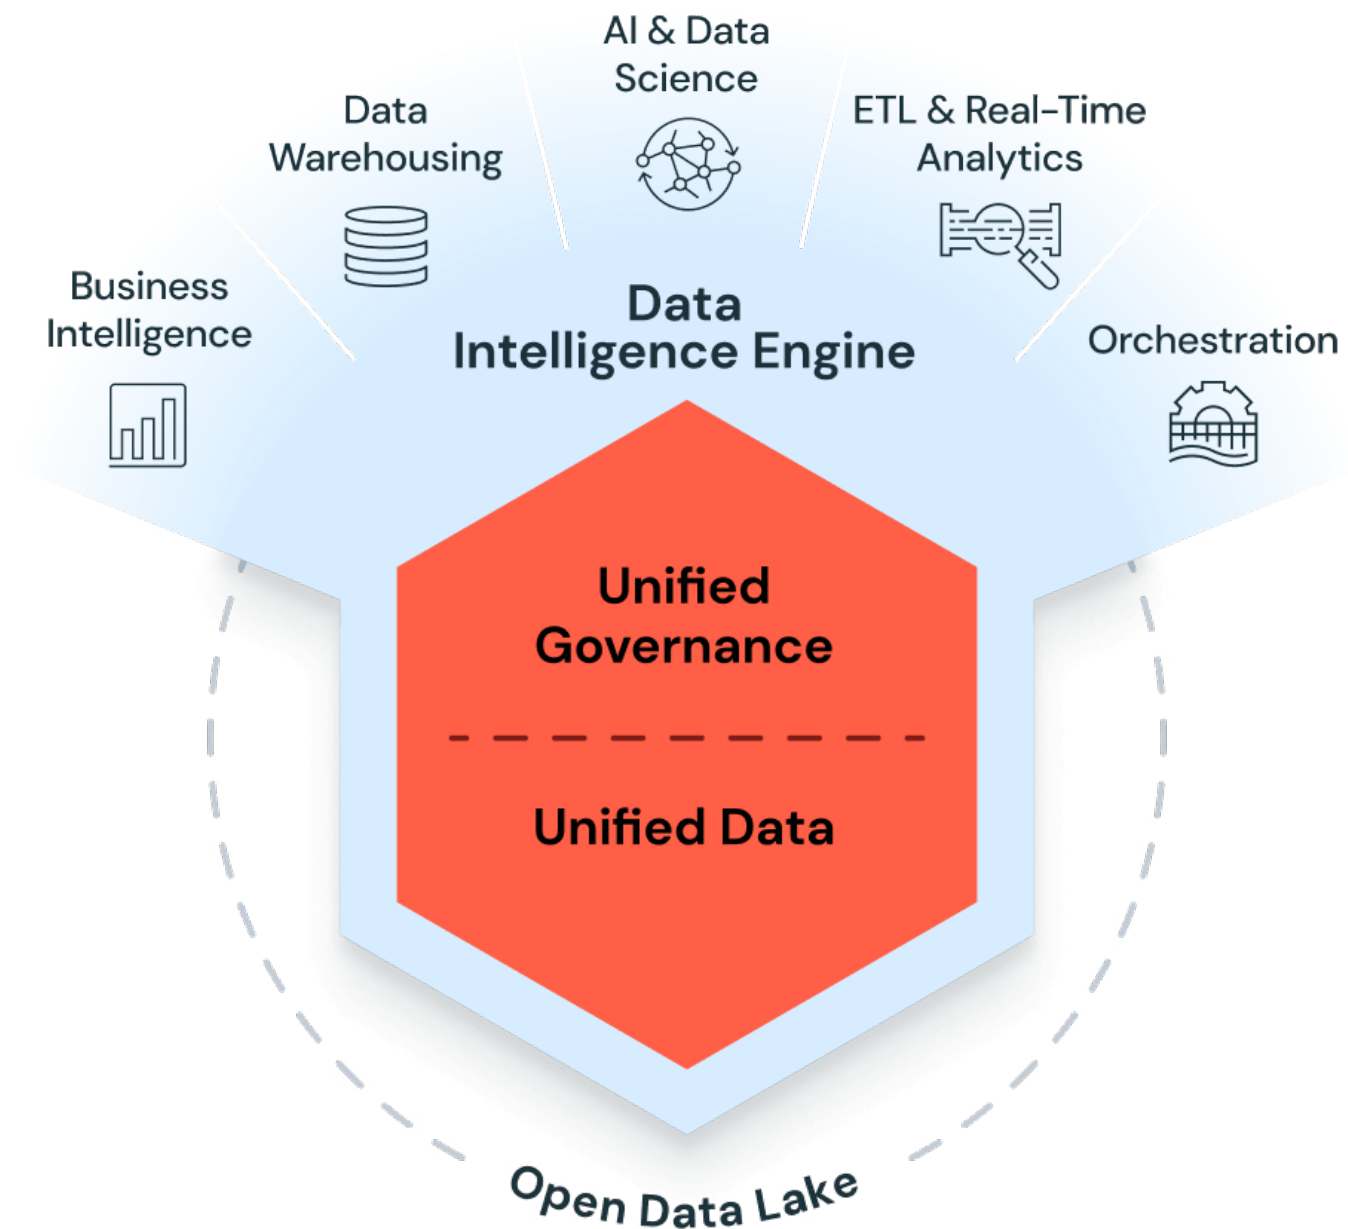 AI & Data
Science
Data
Warehousing
ETL & Real-Time
Analytics
Business
Intelligence
Orchestration
Data
Intelligence Engine
Unified
Governance
Unified Data
Open Data Lake